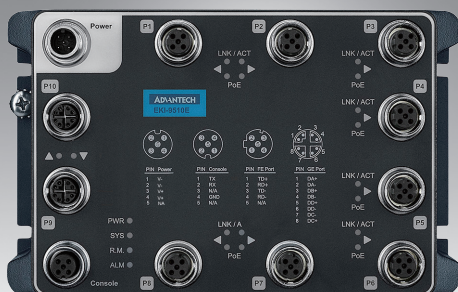 Power
P1
P2
P3
LNK / ACT
PoE
LNK / ACT
PoE
P10
P4
ADVANTECH
EKI-9510E
LNK / ACT
PoE
PIN Power
1 V-
2 V-
3 V+
4 V+
5 NA
PIN Console
1 TX
2 RX
3 N/A
4 GND
5 N/A
PIN FE Port
1 TD+
2 RD+
3 TD-
4 RD-
5 N/A
PIN GE Port
1 DA+
2 DA-
3 DB+
4 DB-
5 DD+
6 DD-
7 DC-
8 DC+
LNK / ACT
PoE
P9
P5
PWR
SYS
R.M.
ALM
LNK / A
PoE
LNK / ACT
PoE
Console
P8
P7
P6